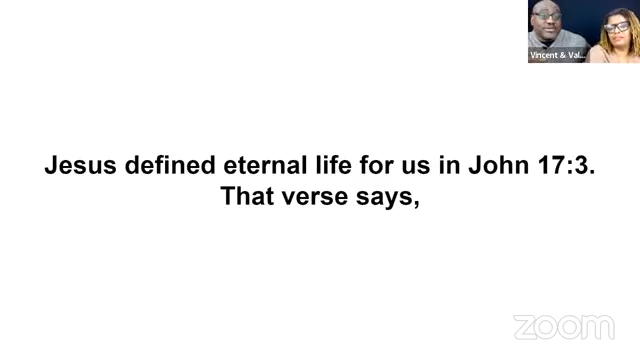 Vincent & Val...
Jesus defined eternal life for us in John 17:3.
That verse says,
zoom